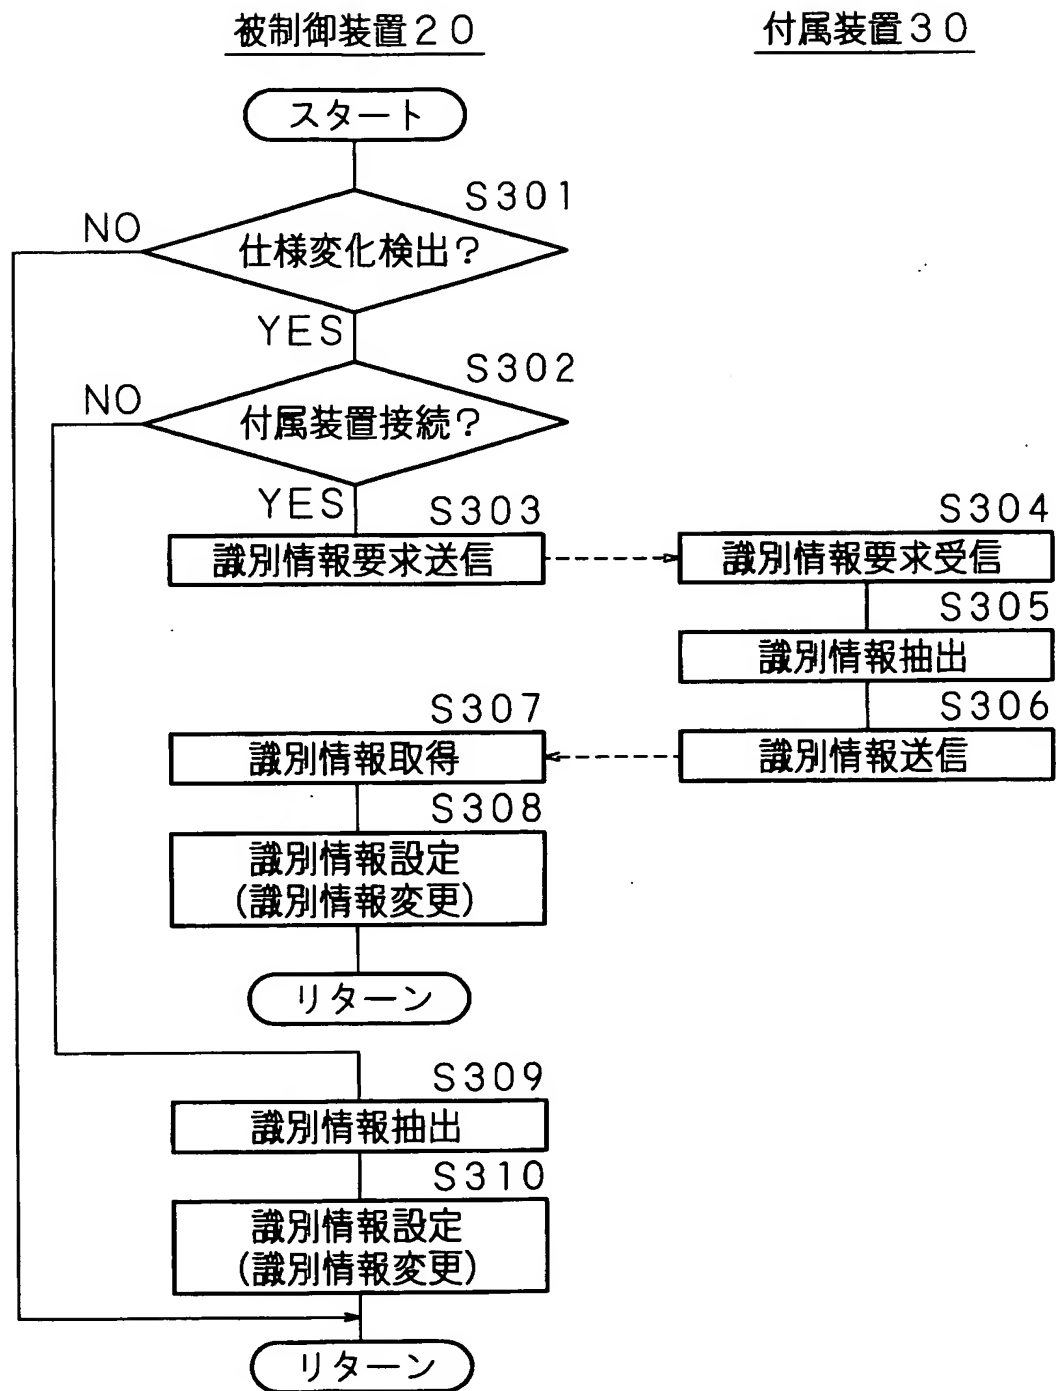 被制御装置20
付属装置30
スタート
S301
NO
仕様変化検出?
YES
S302
NO
付属装置接続?
YES
S303
S304
識別情報要求送信
識別情報要求受信
S305
識別情報抽出
S307
S306
識別情報取得
識別情報送信
S308
識別情報設定
(識別情報変更)
リターン
S309
識別情報抽出
S310
識別情報設定
(識別情報変更)
リターン